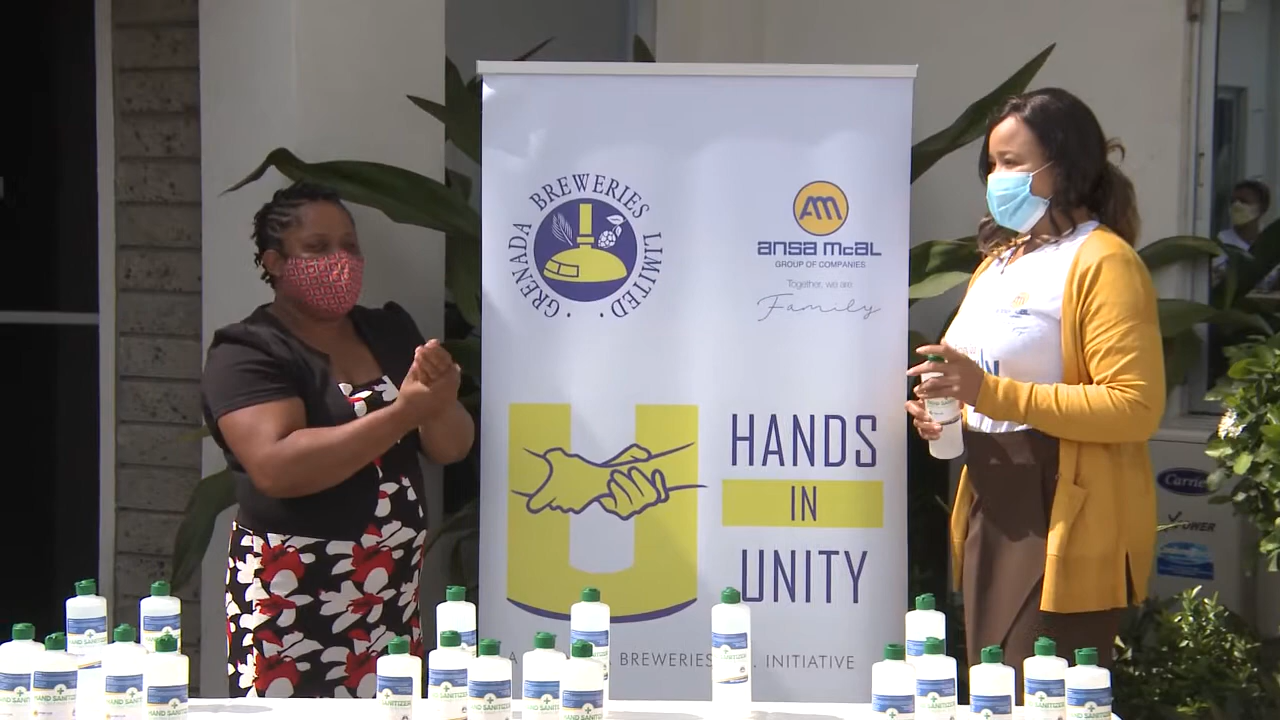 GRENADA BREWERIES LIMITED
AM
ansa McAL
GROUP OF COMPANIES
Together, we are
Family
HANDS
IN
UNITY
BREWERIES
INITIATIVE
Carrier
HAND SANITIZER